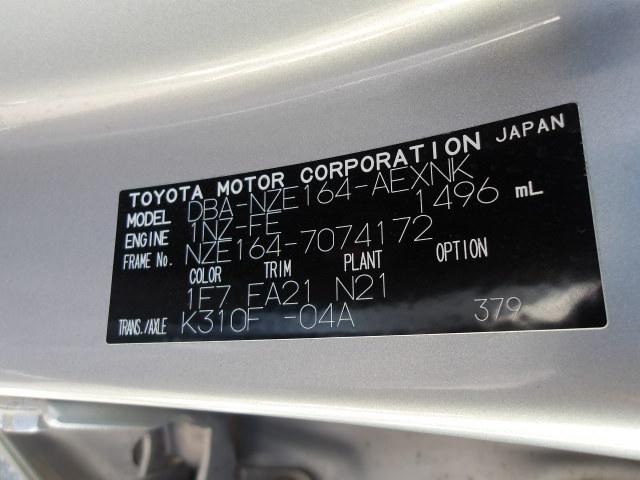 TOYOTA MOTOR CORPORATION JAPAN
MODEL DBA-NZE164-AEXNK
ENGINE 1NZ-FE 1496 mL
FRAME No. NZE164-7074172
COLOR TRIM PLANT OPTION
1F7 FA21 N21
TRANS./AXLE K310F -04A 379